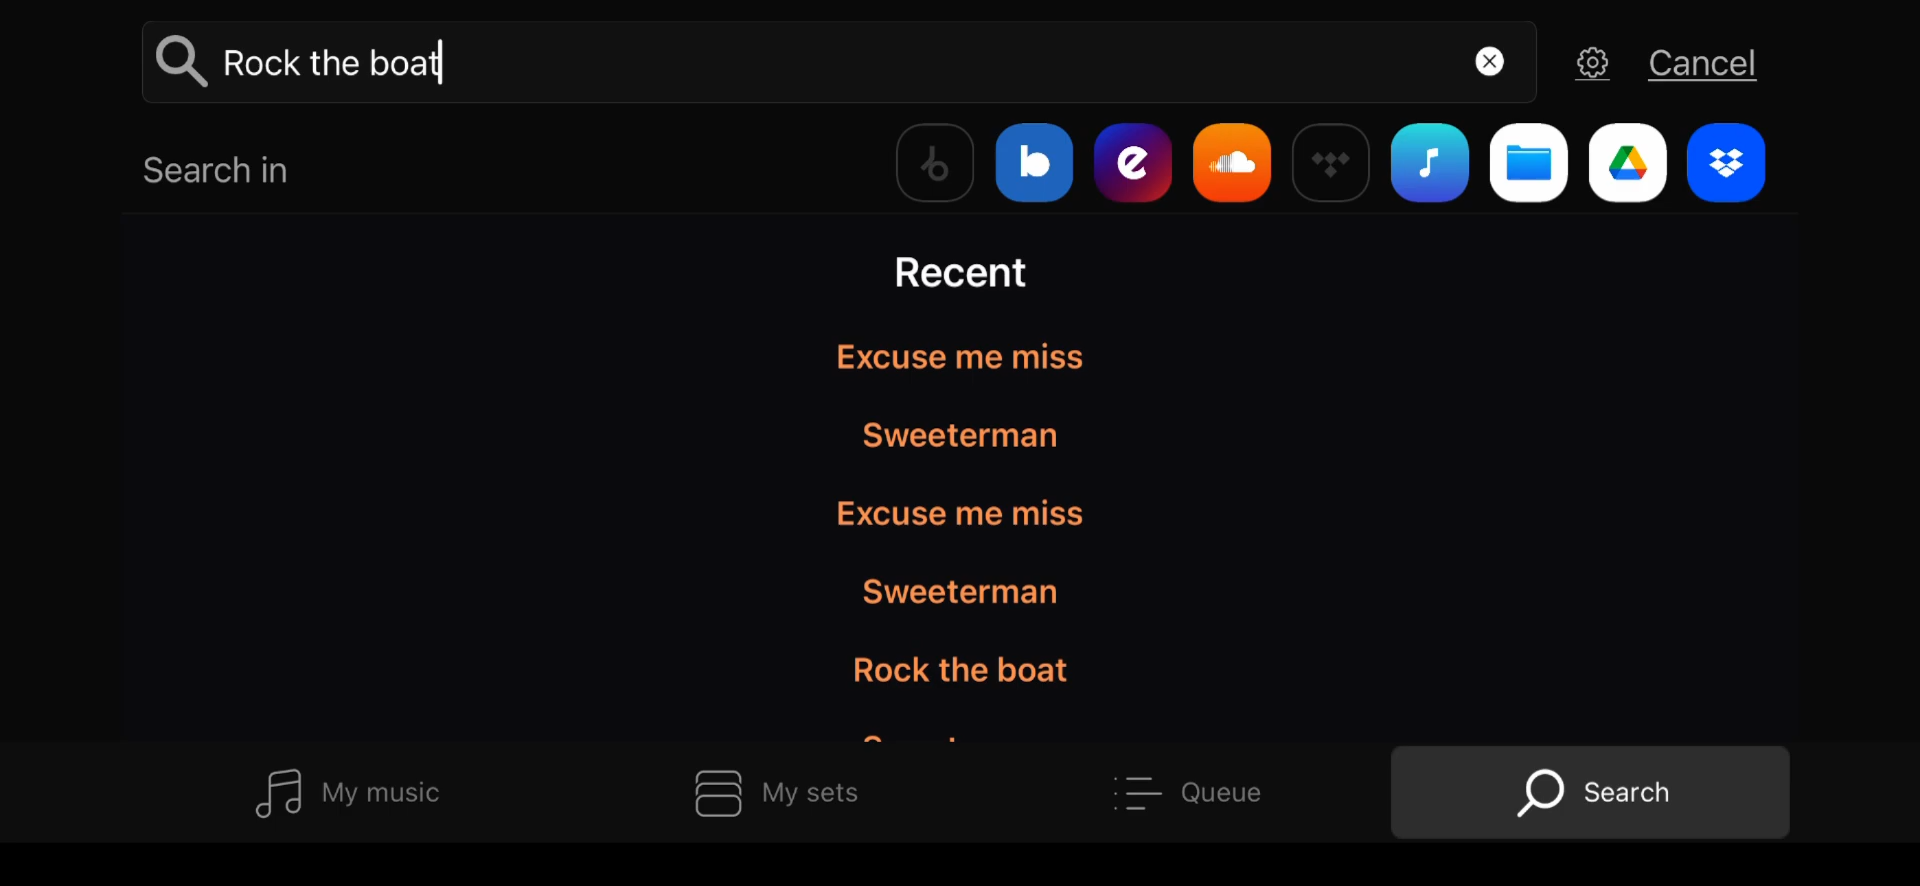 Rock the boat
Cancel
Search in
Recent
Excuse me miss
Sweeterman
Excuse me miss
Sweeterman
Rock the boat
My music
My sets
Queue
Search